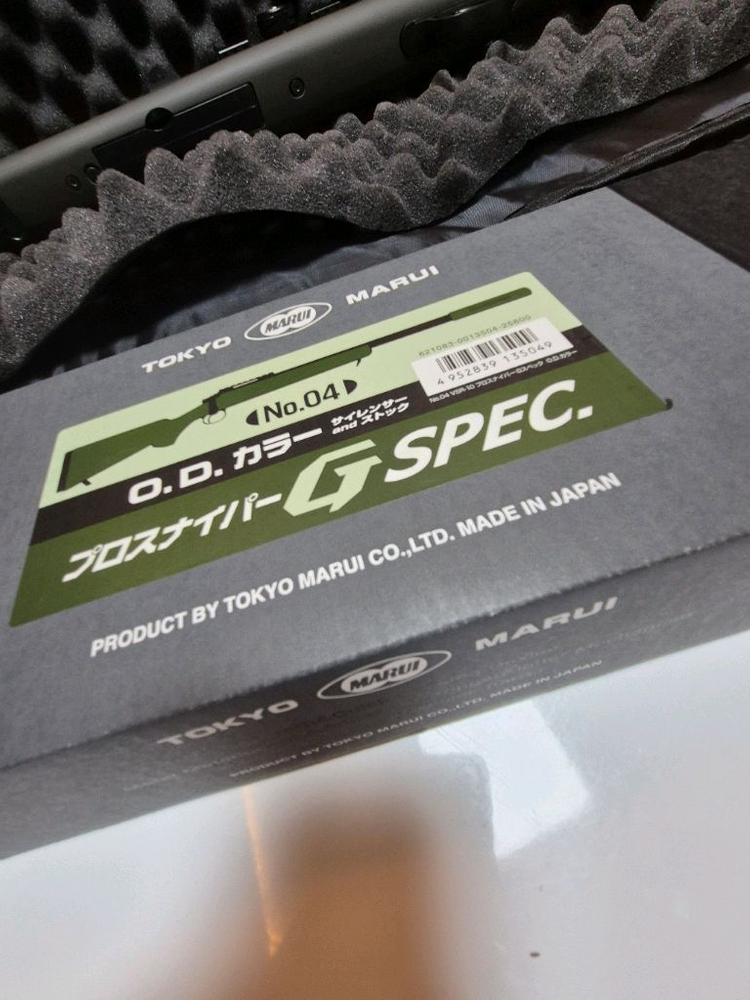 TOKYO MARUI MARUI
621083-0013504-25800
4 952839 135049
No.04 VSR-10 プロスナイパーGスペック O.D.カラー
No.04
O.D.カラー サイレンサー and ストック
プロスナイパー G SPEC.
PRODUCT BY TOKYO MARUI CO.,LTD. MADE IN JAPAN
TOKYO MARUI MARUI
PRODUCT BY TOKYO MARUI CO.,LTD. MADE IN JAPAN